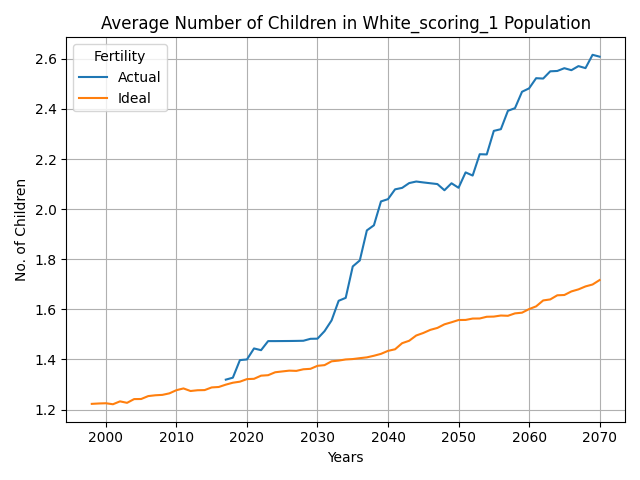 Average Number of Children in White_scoring_1 Population
Fertility
Actual
Ideal
No. of Children
2.6
2.4
2.2
2.0
1.8
1.6
1.4
1.2
2000 2010 2020 2030 2040 2050 2060 2070
Years